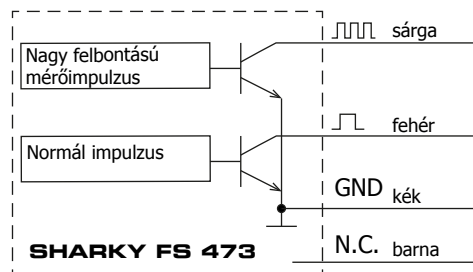 Nagy felbontású
mérőimpulzus
sárga
Normál impulzus
fehér
GND kék
SHARKY FS 473
N.C. barna